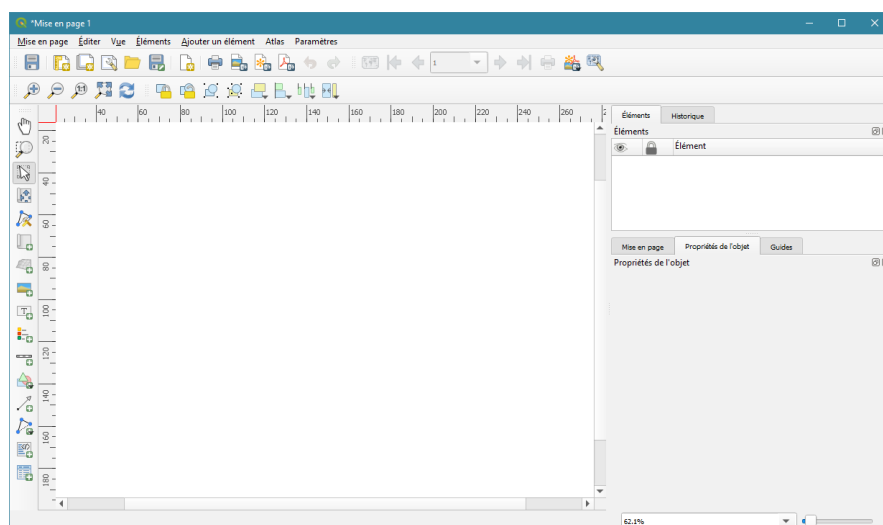 *Mise en page 1
Mise en page Éditer Vue Éléments Ajouter un élément Atlas Paramètres
1
40 60 80 100 120 140 160 180 200 220 240 260
Éléments Historique
Éléments
Élément
Mise en page Propriétés de l'objet Guides
Propriétés de l'objet
20
40
60
80
100
120
140
160
180
62.1%